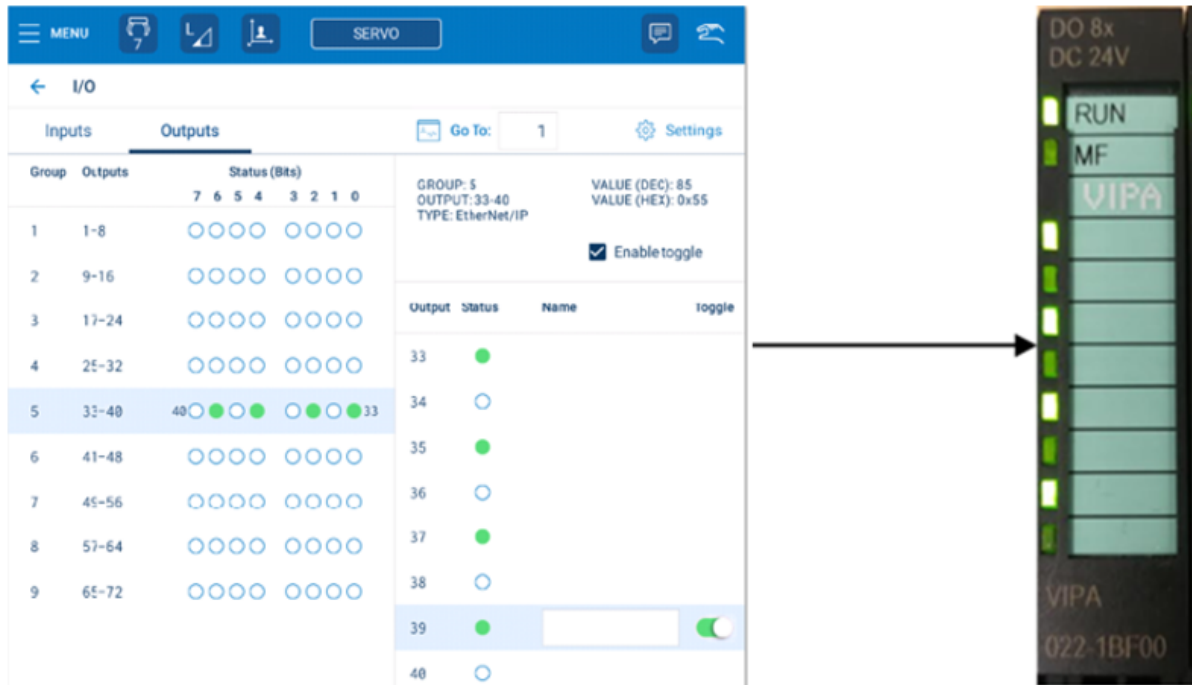 MENU
7
L
SERVO
I/O
Inputs
Outputs
Go To:
1
Settings
Group Outputs Status (Bits)
7 6 5 4 3 2 1 0
1 1-8
2 9-16
3 17-24
4 25-32
5 33-40 40 33
6 41-48
7 49-56
8 57-64
9 65-72
GROUP: 5
OUTPUT: 33-40
TYPE: EtherNet/IP
VALUE (DEC): 85
VALUE (HEX): 0x55
Enable toggle
Output Status Name Toggle
33
34
35
36
37
38
39
40
DO 8x
DC 24V
RUN
MF
VIPA
VIPA
022-1BF00